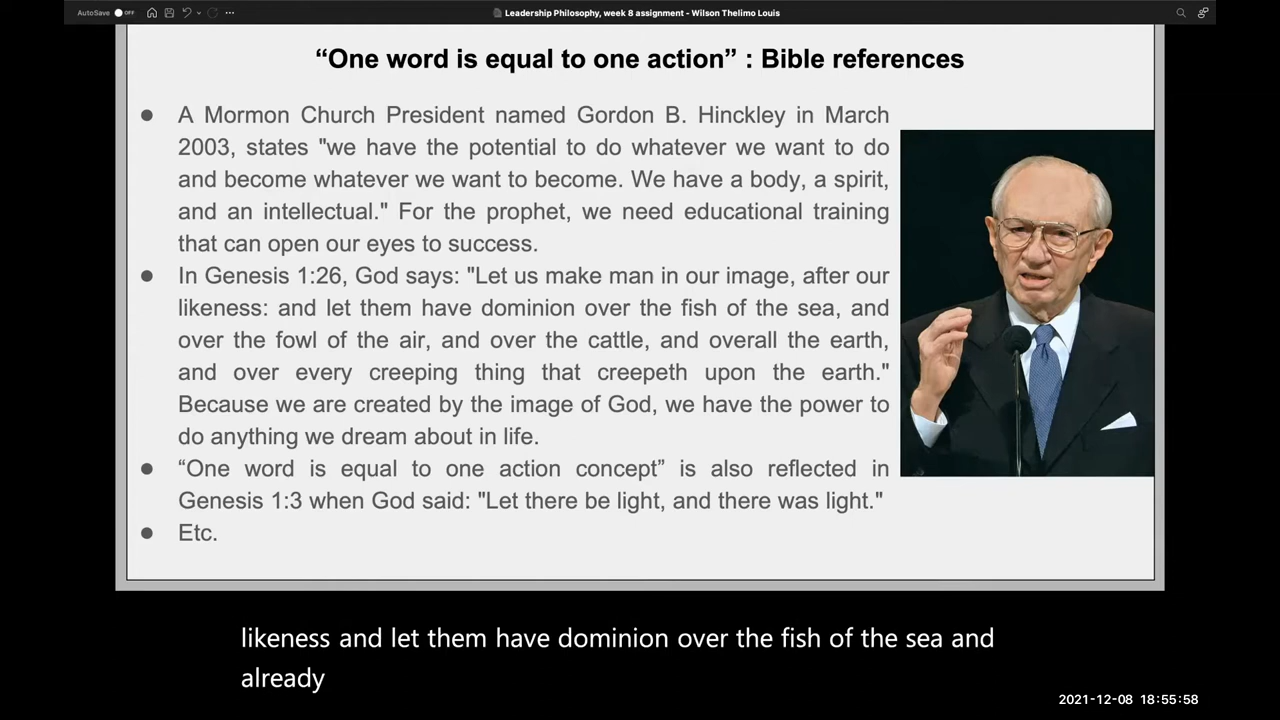 AutoSave OFF
Leadership Philosophy, week 8 assignment - Wilson Thelimo Louis
“One word is equal to one action” : Bible references
● A Mormon Church President named Gordon B. Hinckley in March
2003, states "we have the potential to do whatever we want to do
and become whatever we want to become. We have a body, a spirit,
and an intellectual." For the prophet, we need educational training
that can open our eyes to success.
● In Genesis 1:26, God says: "Let us make man in our image, after our
likeness: and let them have dominion over the fish of the sea, and
over the fowl of the air, and over the cattle, and overall the earth,
and over every creeping thing that creepeth upon the earth."
Because we are created by the image of God, we have the power to
do anything we dream about in life.
● “One word is equal to one action concept” is also reflected in
Genesis 1:3 when God said: "Let there be light, and there was light."
● Etc.
likeness and let them have dominion over the fish of the sea and
already
2021-12-08 18:55:58